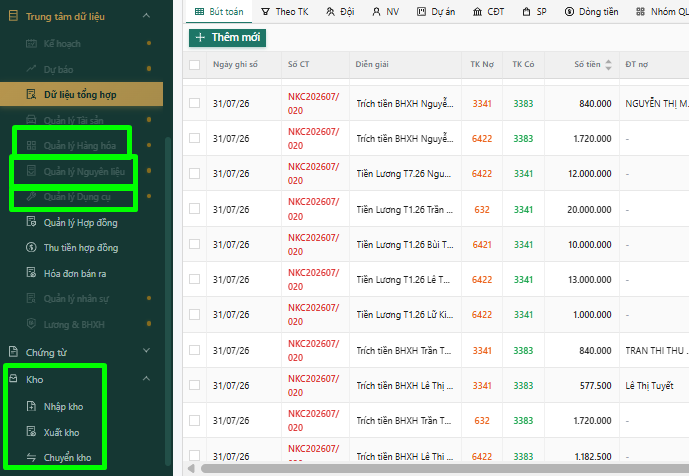 Trung tâm dữ liệu
Kế hoạch
Dự báo
Dữ liệu tổng hợp
Quản lý Tài sản
Quản lý Hàng hóa
Quản lý Nguyên liệu
Quản lý Dụng cụ
Quản lý Hợp đồng
Thu tiền hợp đồng
Hóa đơn bán ra
Quản lý nhân sự
Lương & BHXH
Chứng từ
Kho
Nhập kho
Xuất kho
Chuyển kho
Bút toán Theo TK Đội NV Dự án CĐT SP Dòng tiền Nhóm QL
+ Thêm mới
Ngày ghi sổ Số CT Diễn giải TK Nợ TK Có Số tiền ĐT nợ
31/07/26 NKC202607/020 Trích tiền BHXH Nguyễ... 3341 3383 840.000 NGUYỄN THỊ M...
31/07/26 NKC202607/020 Trích tiền BHXH Nguyễ... 6422 3383 1.720.000 -
31/07/26 NKC202607/020 Tiền Lương T7.26 Ngu... 6422 3341 12.000.000 -
31/07/26 NKC202607/020 Tiền Lương T1.26 Trần ... 632 3341 20.000.000 -
31/07/26 NKC202607/020 Tiền Lương T1.26 Bùi T... 6421 3341 10.000.000 -
31/07/26 NKC202607/020 Tiền Lương T1.26 Lê T... 6422 3341 13.000.000 -
31/07/26 NKC202607/020 Tiền Lương T1.26 Lữ Ki... 6422 3341 1.000.000 -
31/07/26 NKC202607/020 Trích tiền BHXH Trần T... 3341 3383 840.000 TRAN THI THU ...
31/07/26 NKC202607/020 Trích tiền BHXH Lê Thị ... 3341 3383 577.500 Lê Thị Tuyết
31/07/26 NKC202607/020 Trích tiền BHXH Trần T... 632 3383 1.720.000 -
31/07/26 NKC202607/ Trích tiền BHXH Lê Thị ... 6422 3383 1.182.500 -